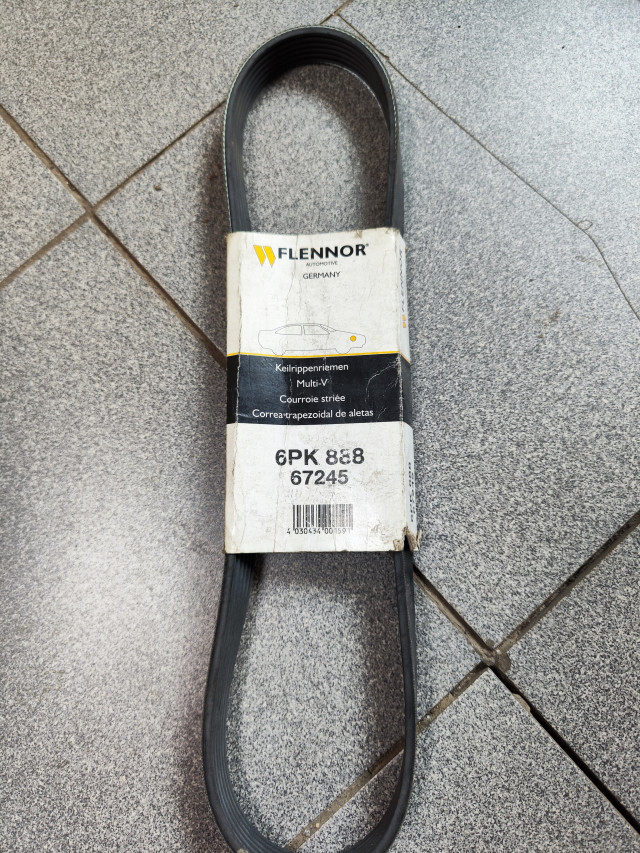 FLENNOR®
AUTOMOTIVE
GERMANY
Keilrippenriemen
Multi-V
Courroie striée
Correa trapezoidal de aletas
6PK 888
67245